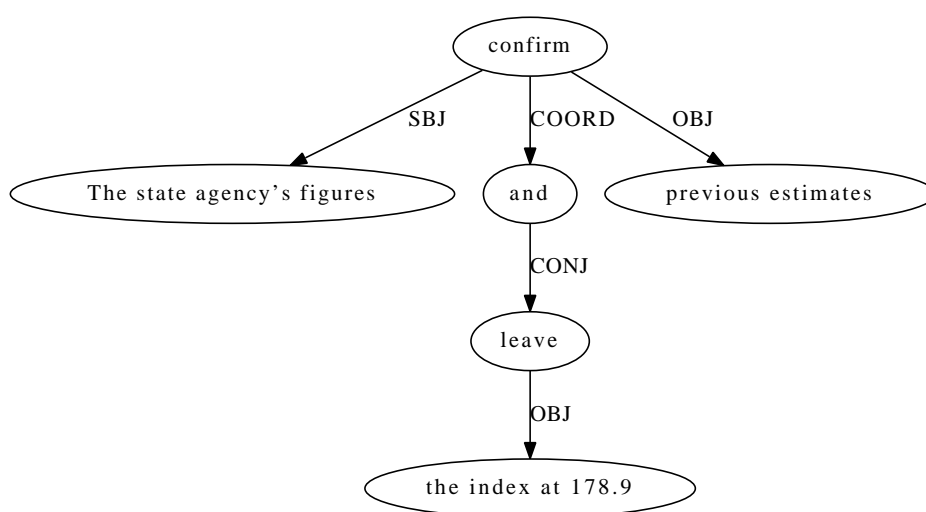 confirm
SBJ
COORD
OBJ
The state agency's figures
and
previous estimates
CONJ
leave
OBJ
the index at 178.9